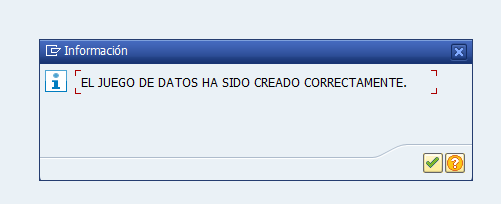 Información
EL JUEGO DE DATOS HA SIDO CREADO CORRECTAMENTE.